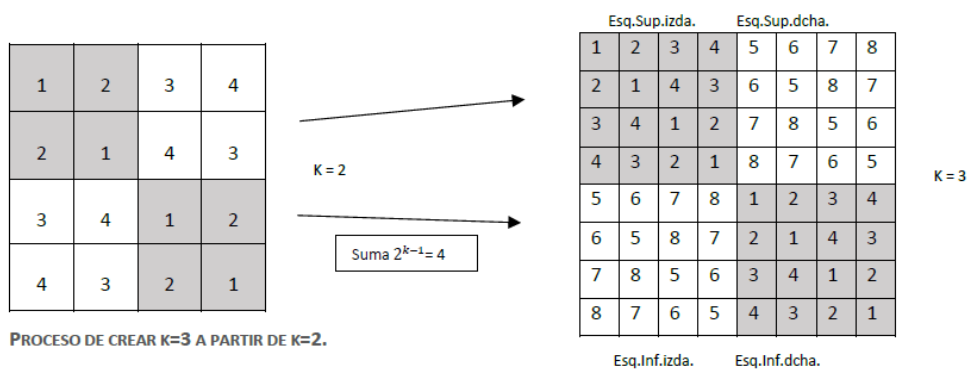 Esq.Sup.izda. Esq.Sup.dcha.
1 2 3 4
2 1 4 3
3 4 1 2
4 3 2 1
K = 2
Suma 2^{k−1}= 4
1 2 3 4 5 6 7 8
2 1 4 3 6 5 8 7
3 4 1 2 7 8 5 6
4 3 2 1 8 7 6 5
5 6 7 8 1 2 3 4
6 5 8 7 2 1 4 3
7 8 5 6 3 4 1 2
8 7 6 5 4 3 2 1
K = 3
PROCESO DE CREAR K=3 A PARTIR DE K=2.
Esq.Inf.izda. Esq.Inf.dcha.